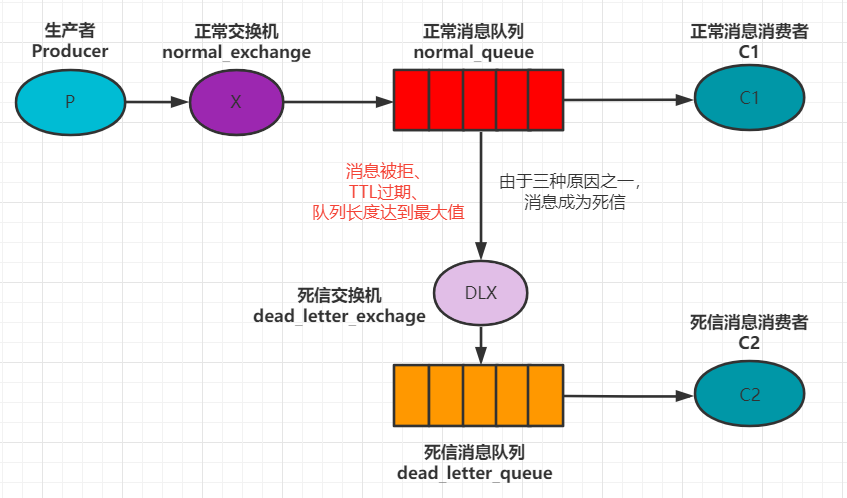 生产者
Producer
正常交换机
normal_exchange
正常消息队列
normal_queue
正常消息消费者
C1
P
X
C1
消息被拒、
TTL过期、
队列长度达到最大值
由于三种原因之一，
消息成为死信
死信交换机
dead_letter_exchage
DLX
死信消息消费者
C2
C2
死信消息队列
dead_letter_queue